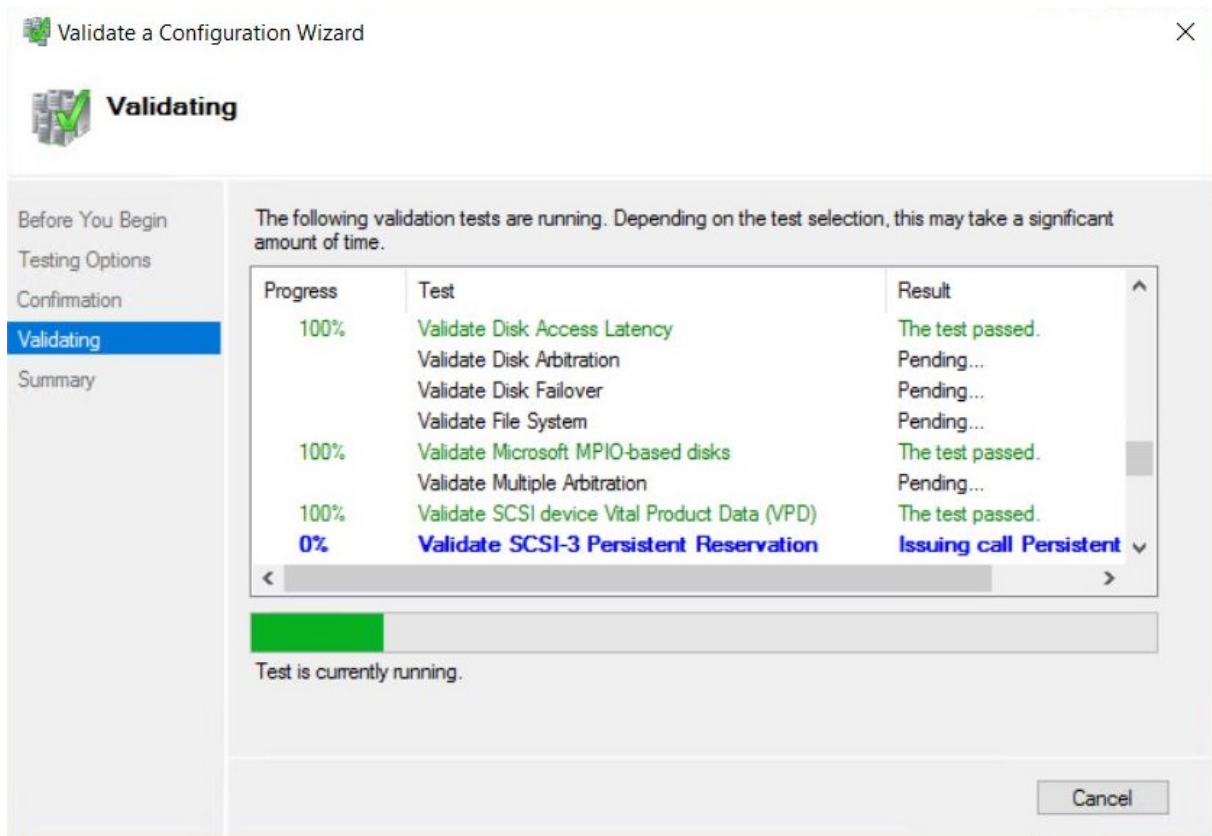 Validate a Configuration Wizard
Validating
Before You Begin
Testing Options
Confirmation
Validating
Summary
The following validation tests are running. Depending on the test selection, this may take a significant
amount of time.
Progress Test Result
100% Validate Disk Access Latency The test passed.
Validate Disk Arbitration Pending...
Validate Disk Failover Pending...
Validate File System Pending...
100% Validate Microsoft MPIO-based disks The test passed.
Validate Multiple Arbitration Pending...
100% Validate SCSI device Vital Product Data (VPD) The test passed.
0% Validate SCSI-3 Persistent Reservation Issuing call Persistent
Test is currently running.
Cancel